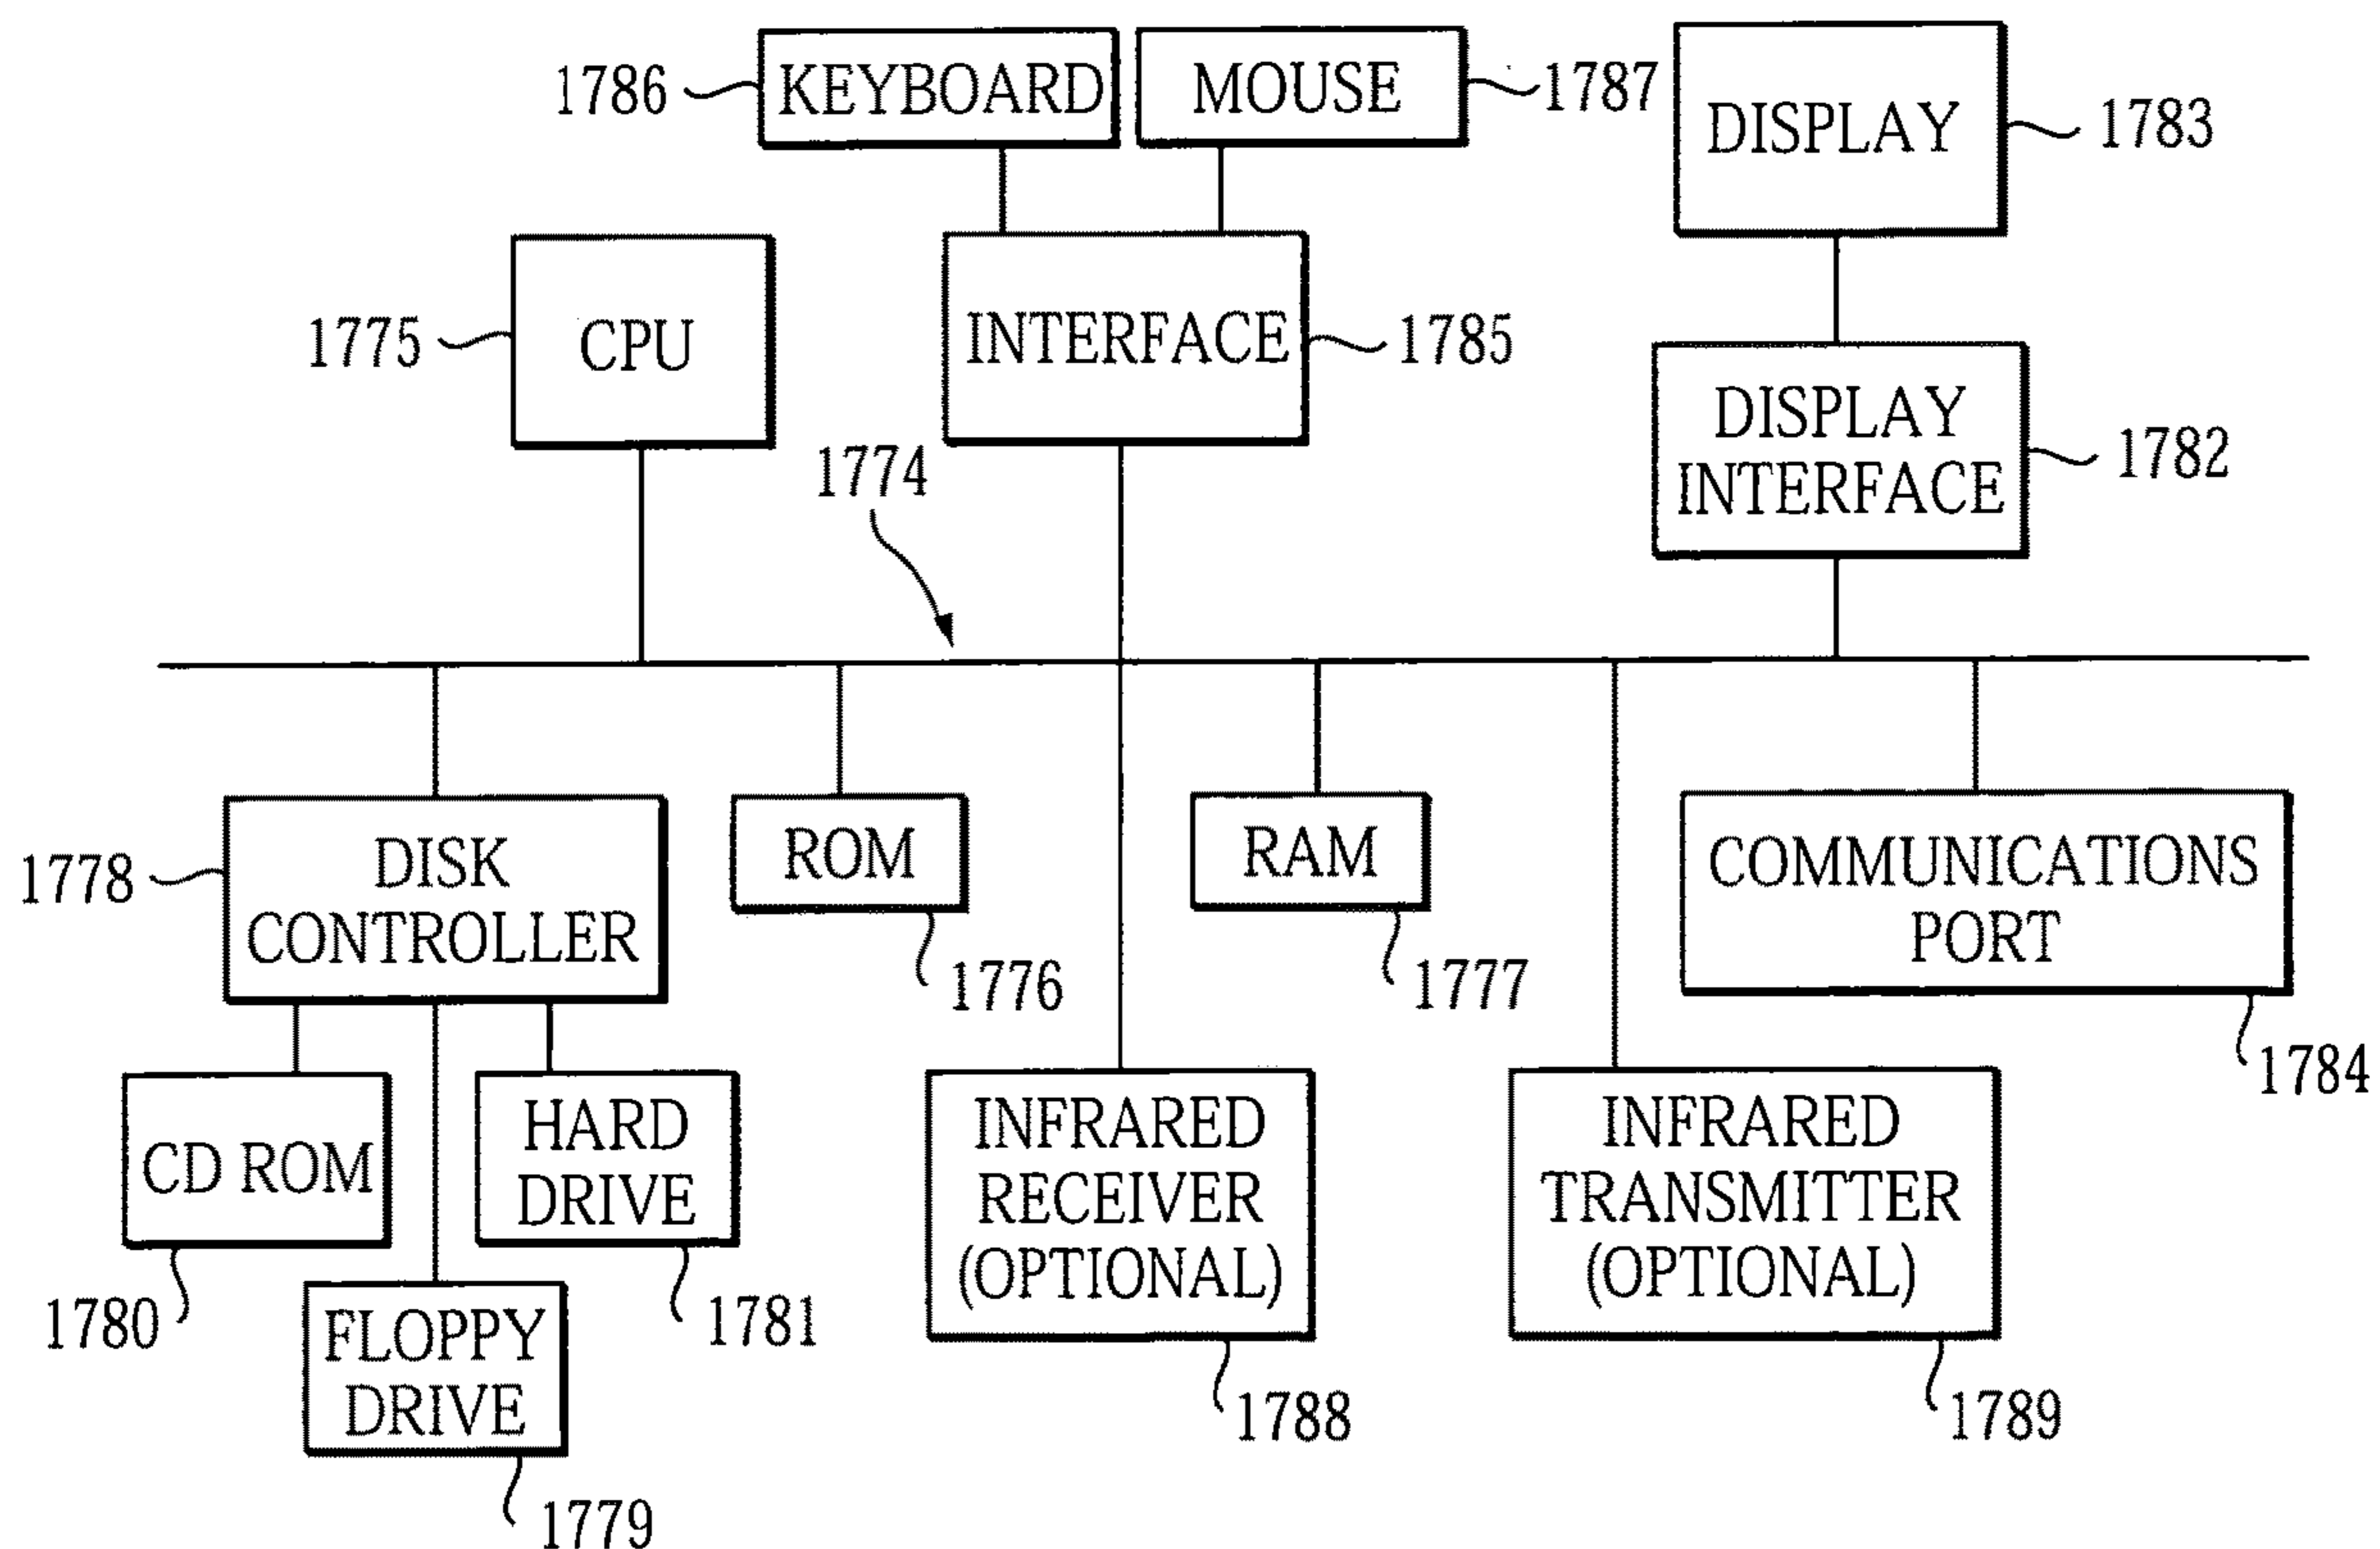 1786
KEYBOARD
MOUSE
1787
DISPLAY
1783
1775
CPU
INTERFACE
1785
DISPLAY
INTERFACE
1782
1774
1778
DISK
CONTROLLER
ROM
1776
RAM
1777
COMMUNICATIONS
PORT
1784
CD ROM
1780
HARD
DRIVE
1781
FLOPPY
DRIVE
1779
INFRARED
RECEIVER
(OPTIONAL)
1788
INFRARED
TRANSMITTER
(OPTIONAL)
1789